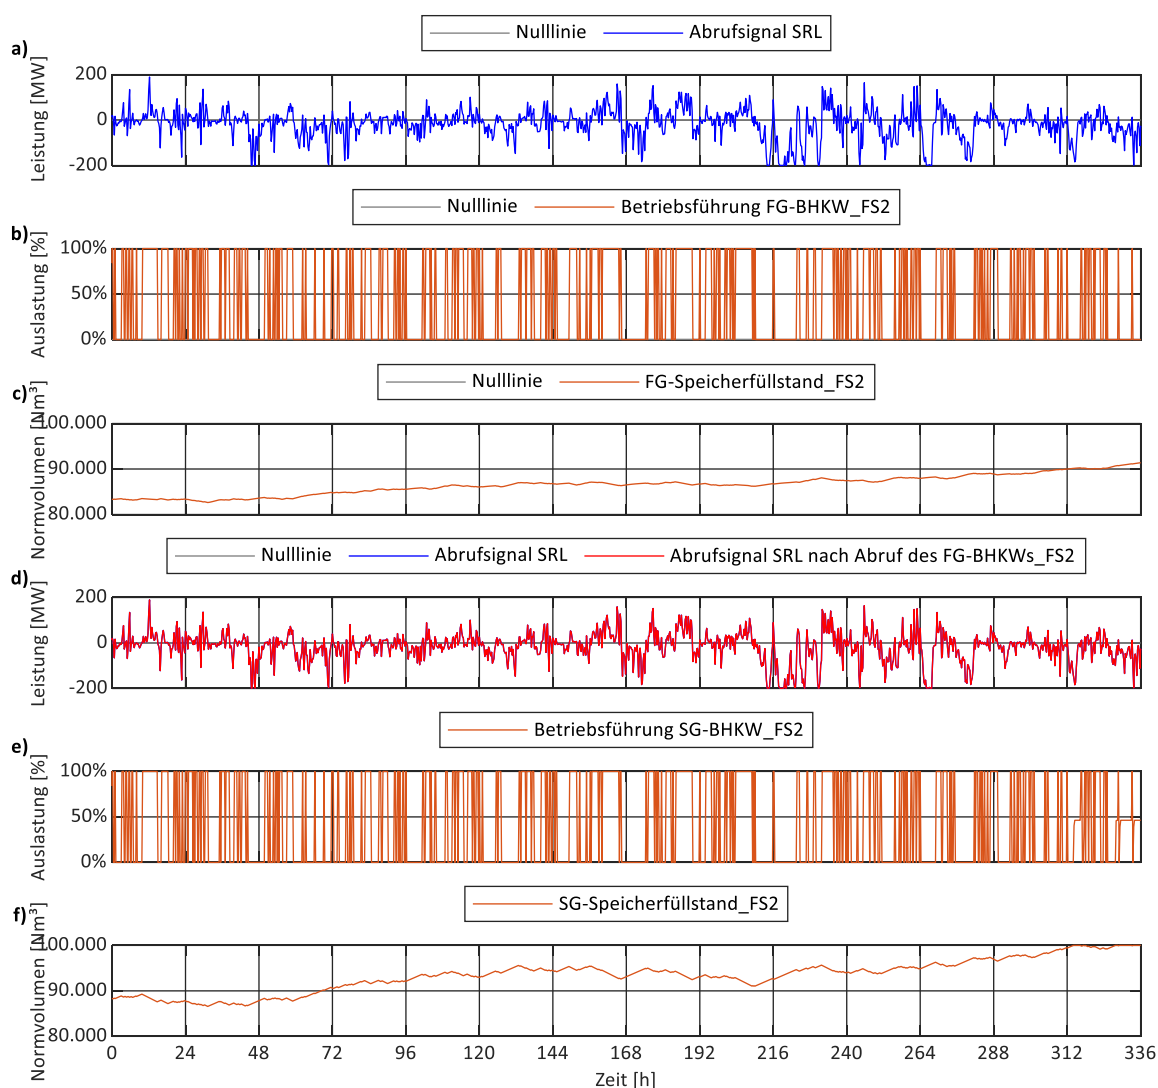 Nulllinie Abrufsignal SRL
a)
Leistung [MW]
200
0
-200
Nulllinie Betriebsführung FG-BHKW_FS2
b)
Auslastung [%]
100%
50%
0%
Nulllinie FG-Speicherfüllstand_FS2
c)
Normvolumen [Nm³]
100.000
90.000
80.000
Nulllinie Abrufsignal SRL Abrufsignal SRL nach Abruf des FG-BHKWs_FS2
d)
Leistung [MW]
200
0
-200
Betriebsführung SG-BHKW_FS2
e)
Auslastung [%]
100%
50%
0%
SG-Speicherfüllstand_FS2
f)
Normvolumen [Nm³]
100.000
90.000
80.000
0 24 48 72 96 120 144 168 192 216 240 264 288 312 336
Zeit [h]